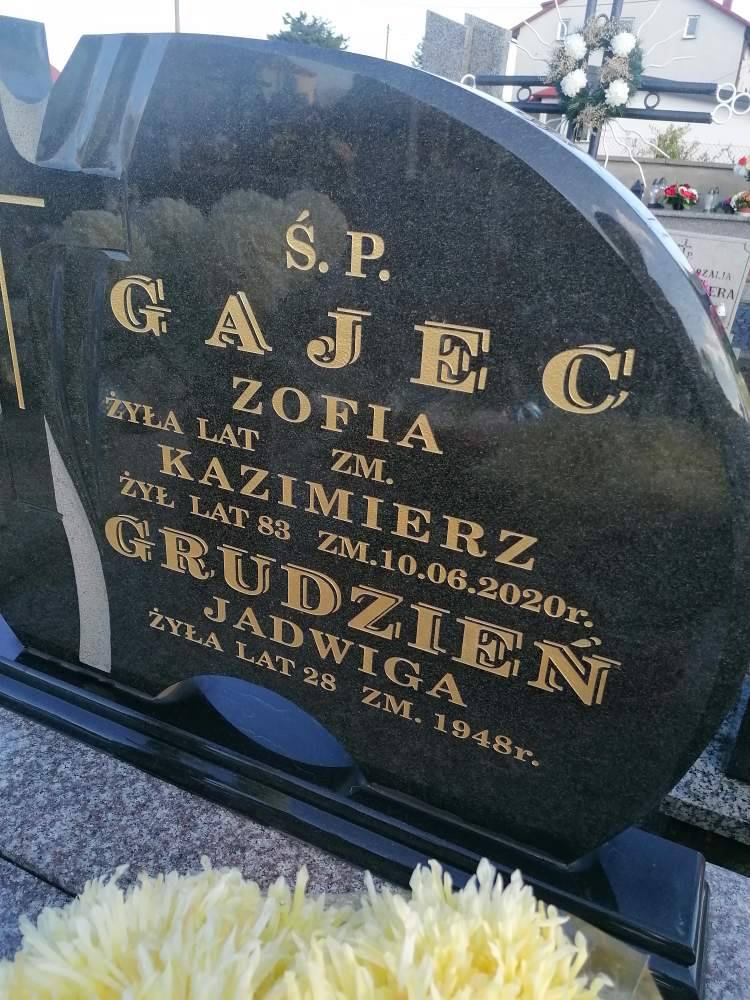 Ś. P.
GAJEC
ZOFIA
ŻYŁA LAT ZM.
KAZIMIERZ
ŻYŁ LAT 83 ZM.10.06.2020r.
GRUDZIEŃ
JADWIGA
ŻYŁA LAT 28 ZM. 1948r.